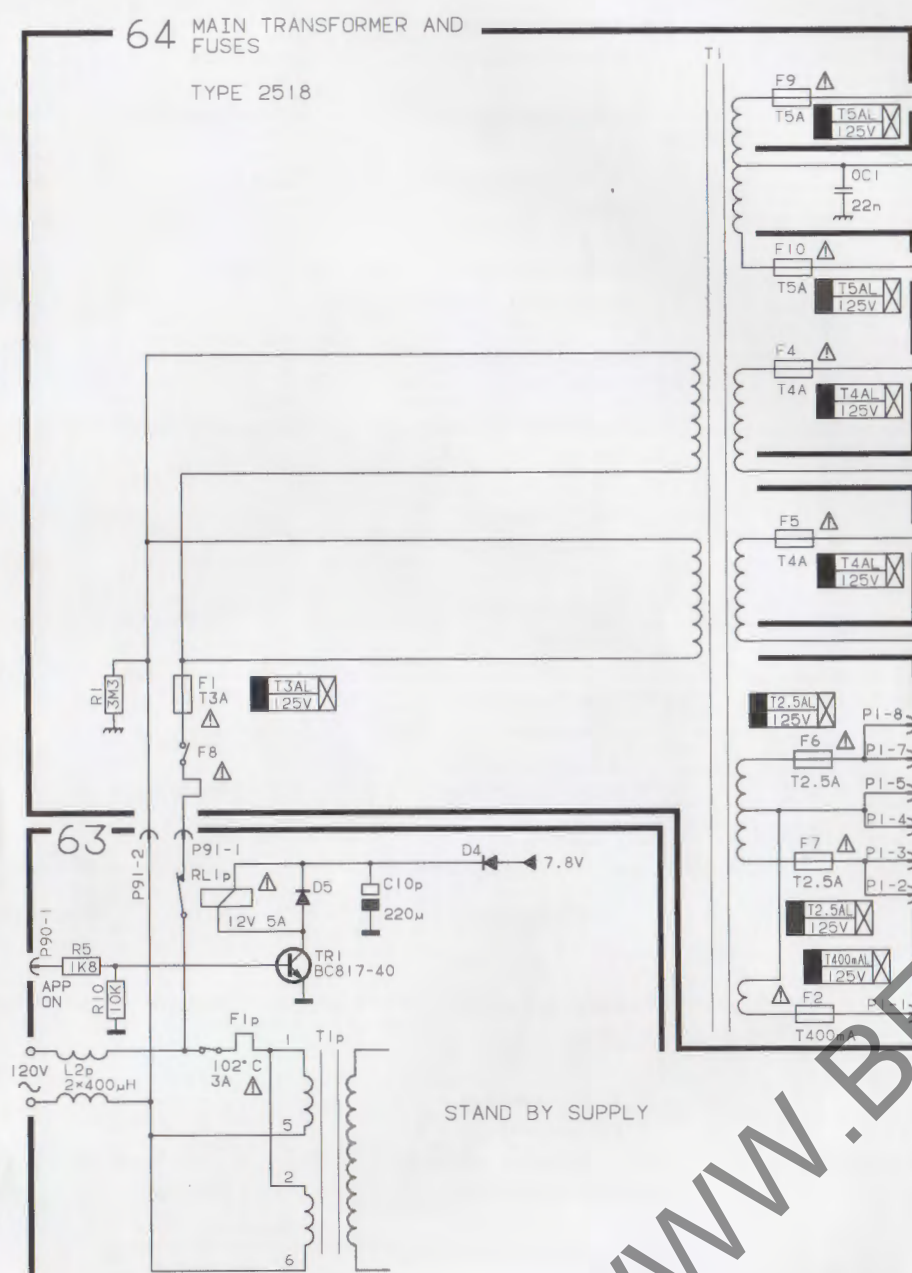 64 MAIN TRANSFORMER AND
FUSES
TYPE 2518
T1
F9
T5A
T5AL
125V
0C1
22n
F10
T5A
T5AL
125V
F4
T4A
T4AL
125V
F5
T4A
T4AL
125V
R1
3M3
F1
T3A
T3AL
125V
F8
T2.5AL
125V
F6
T2.5A
P1-8
P1-7
P1-5
P1-4
F7
T2.5A
P1-3
P1-2
T2.5AL
125V
T400mAL
125V
F2
T400mA
P1-1
63
P91-2
P91-1
RL1p
12V 5A
D5
C10p
220µ
D4
7.8V
P90-1
R5
1K8
APP
ON
R10
10K
TR1
BC817-40
F1p
102°C
3A
T1p
1
5
2
6
120V
~
L2p
2×400µH
STAND BY SUPPLY
WWW.BE